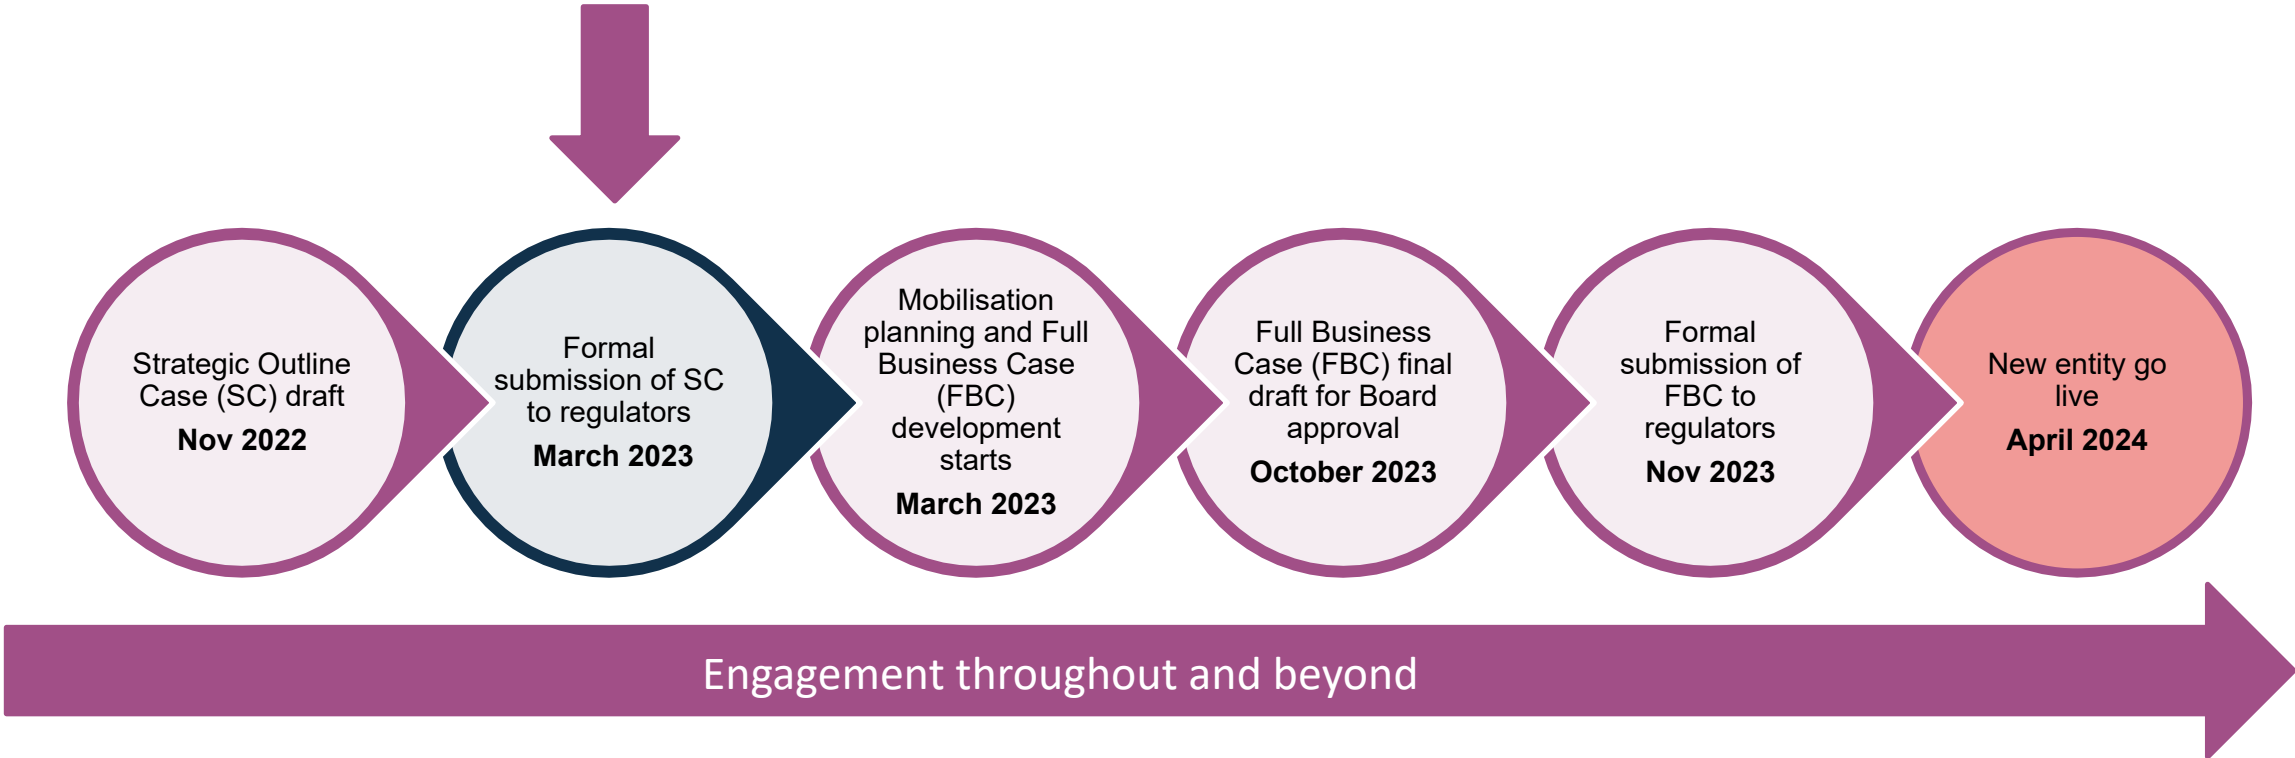 Strategic Outline
Case (SC) draft
Nov 2022
Formal
submission of SC
to regulators
March 2023
Mobilisation
planning and Full
Business Case
(FBC)
development
starts
March 2023
Full Business
Case (FBC) final
draft for Board
approval
October 2023
Formal
submission of
FBC to
regulators
Nov 2023
New entity go
live
April 2024
Engagement throughout and beyond